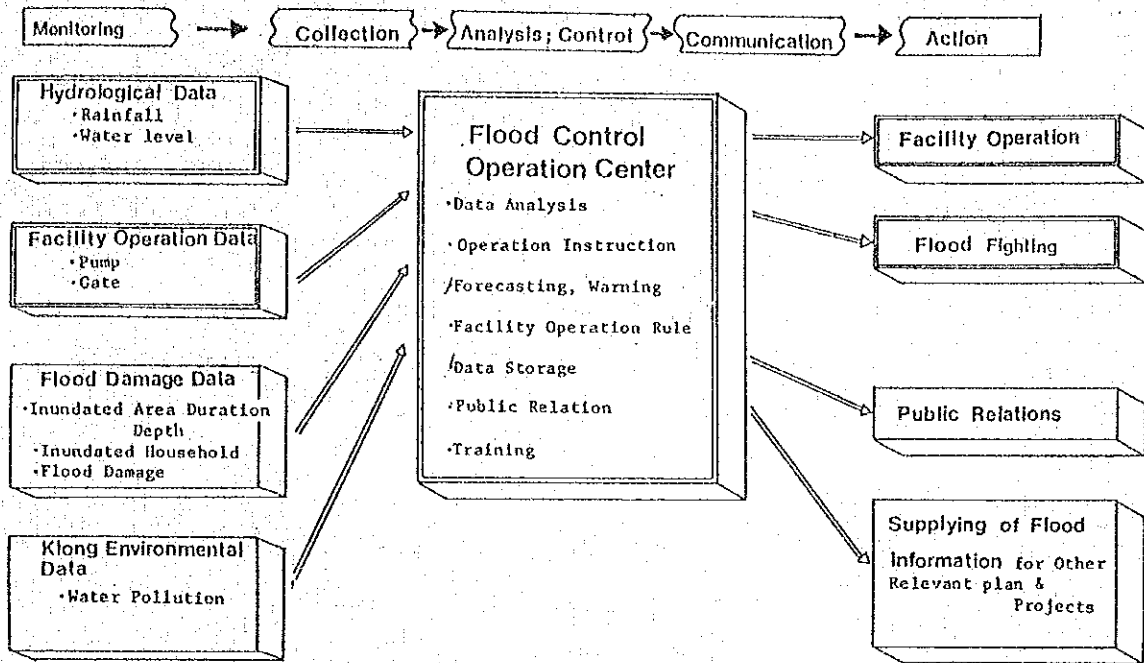 Monitoring
Collection
Analysis; Control
Communication
Action
Hydrological Data
·Rainfall
·Water level
Facility Operation Data
·Pump
·Gate
Flood Damage Data
·Inundated Area Duration
Depth
·Inundated Household
·Flood Damage
Klong Environmental
Data
·Water Pollution
Flood Control
Operation Center
·Data Analysis
·Operation Instruction
/Forecasting, Warning
·Facility Operation Rule
/Data Storage
·Public Relation
·Training
Facility Operation
Flood Fighting
Public Relations
Supplying of Flood
Information for Other
Relevant plan &
Projects